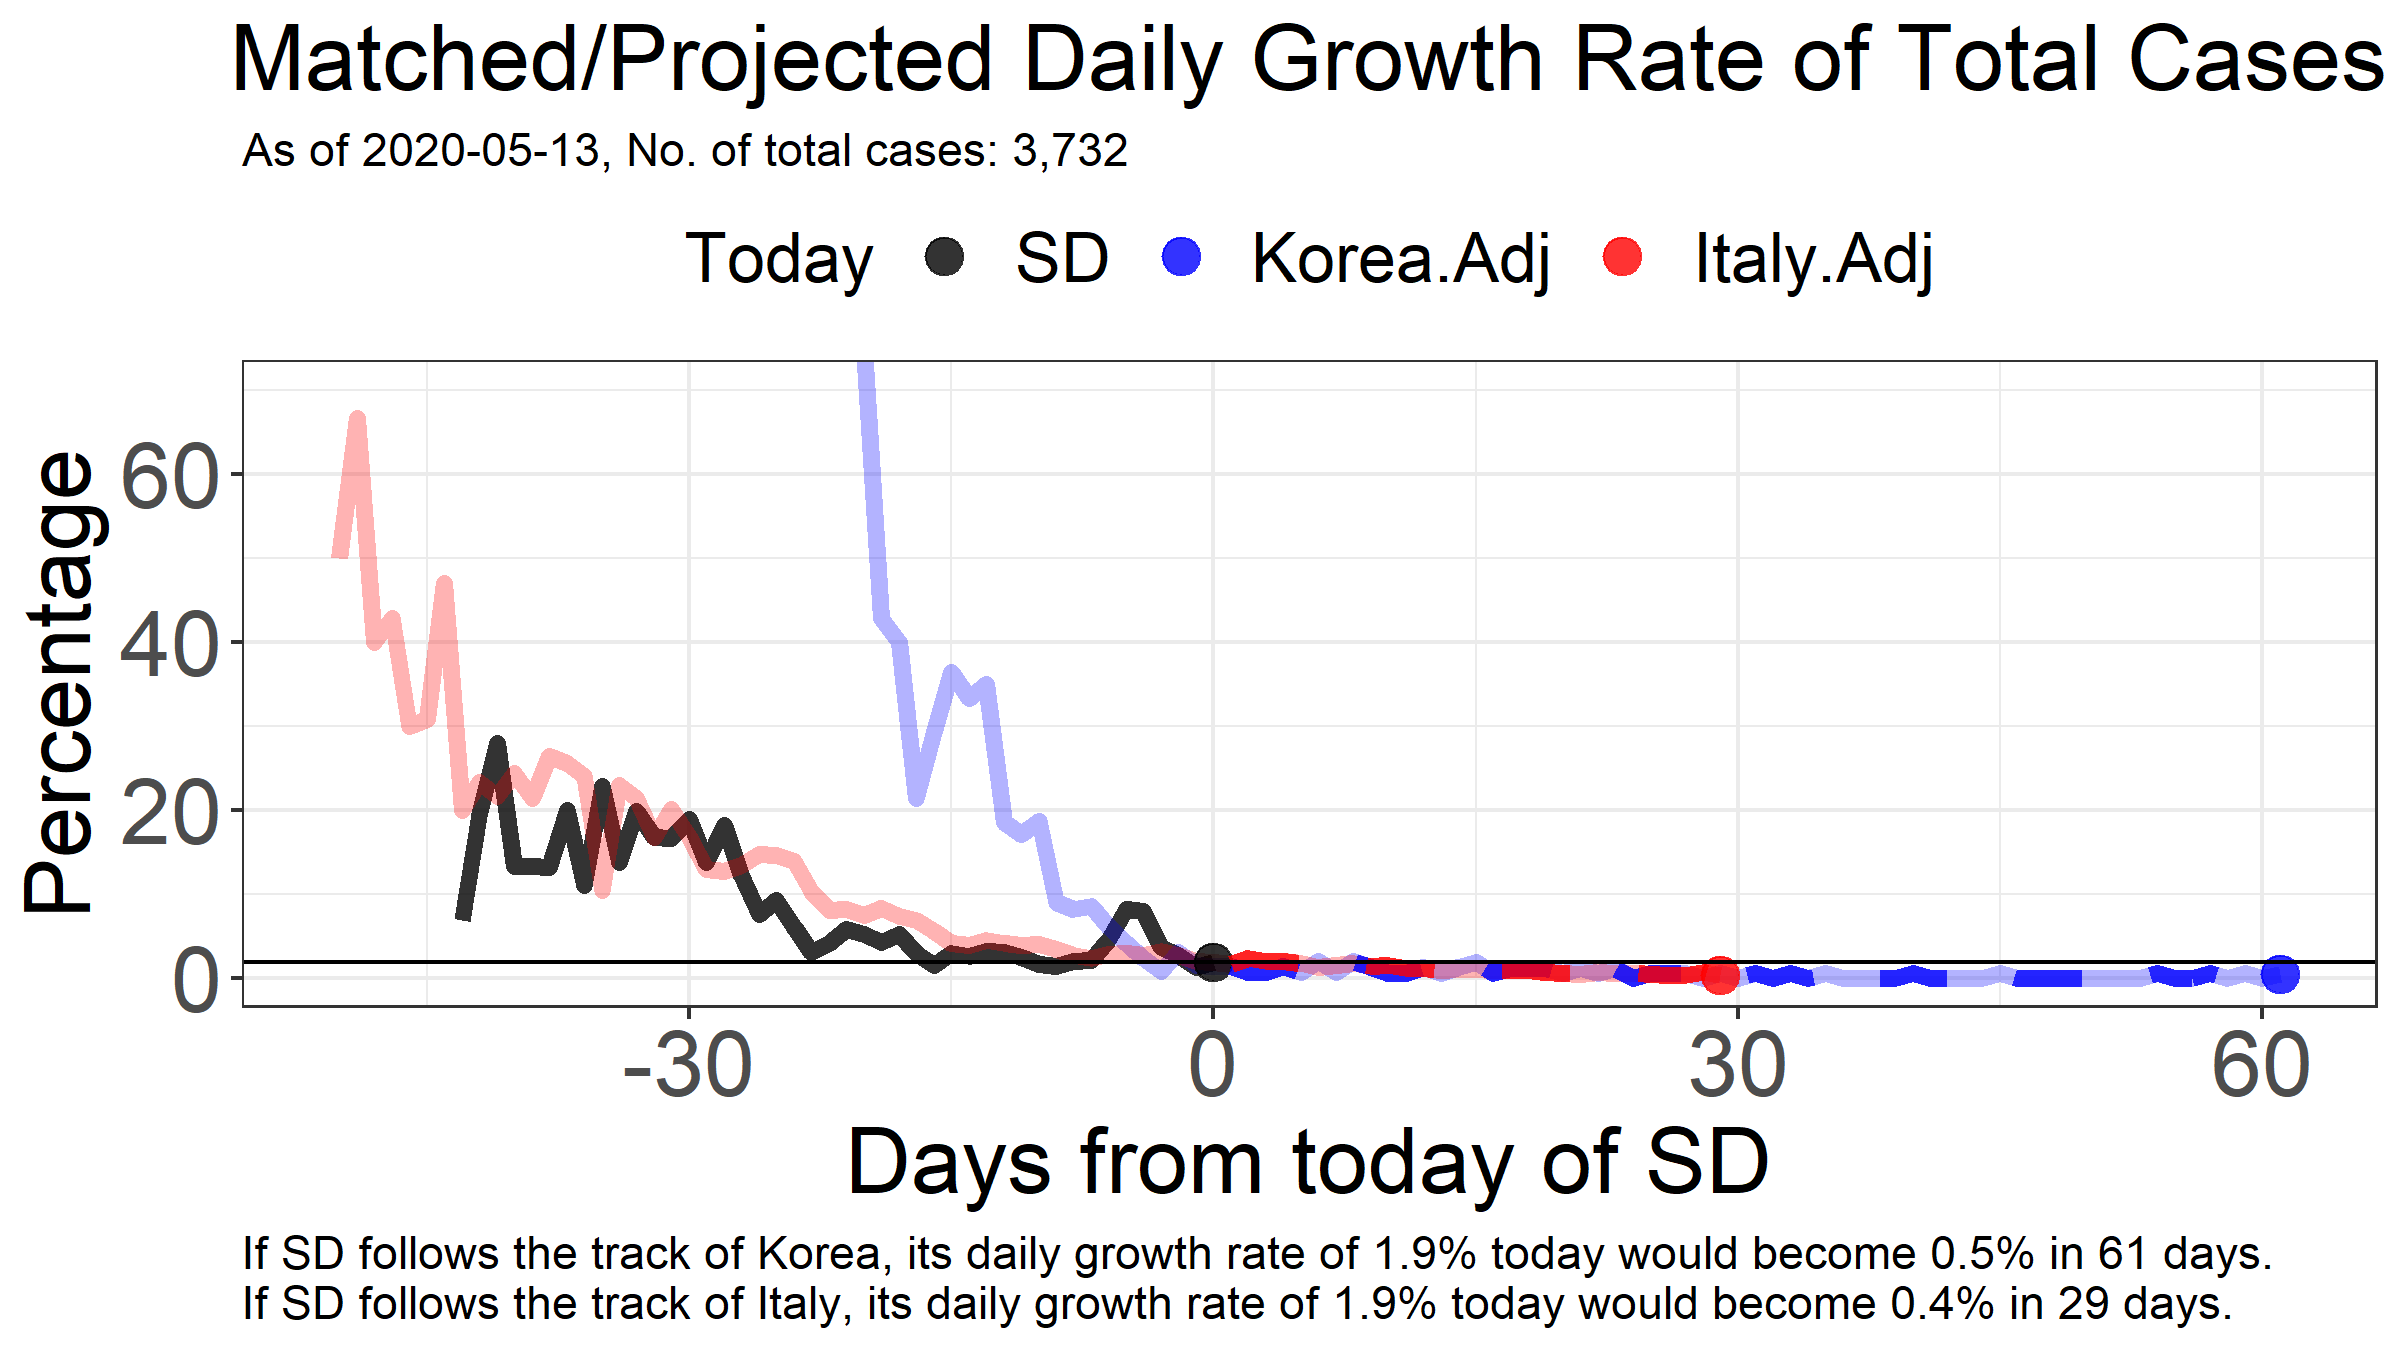 Matched/Projected Daily Growth Rate of Total Cases
As of 2020-05-13, No. of total cases: 3,732
Today SD Korea.Adj Italy.Adj
Percentage
60
40
20
0
-30 0 30 60
Days from today of SD
If SD follows the track of Korea, its daily growth rate of 1.9% today would become 0.5% in 61 days.
If SD follows the track of Italy, its daily growth rate of 1.9% today would become 0.4% in 29 days.